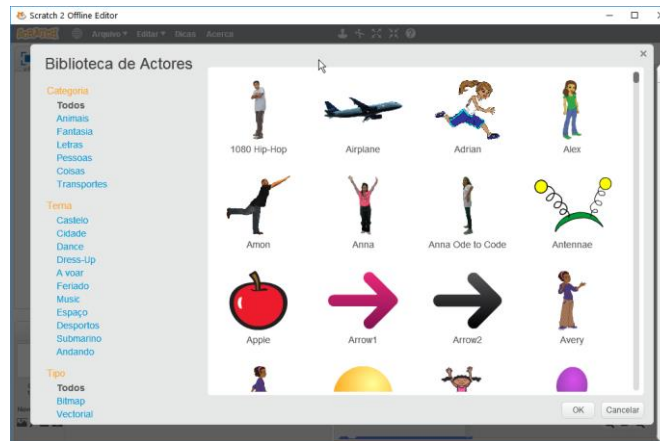 Scratch 2 Offline Editor
SCRATCH Arquivo Editar Dicas Acerca
Biblioteca de Actores
Categoria
Todos
Animais
Fantasia
Letras
Pessoas
Coisas
Transportes
Tema
Castelo
Cidade
Dance
Dress-Up
A voar
Feriado
Music
Espaço
Desportos
Submarino
Andando
Tipo
Todos
Bitmap
Vectorial
1080 Hip-Hop Airplane Adrian Alex
Amon Anna Anna Ode to Code Antennae
Apple Arrow1 Arrow2 Avery
OK Cancelar